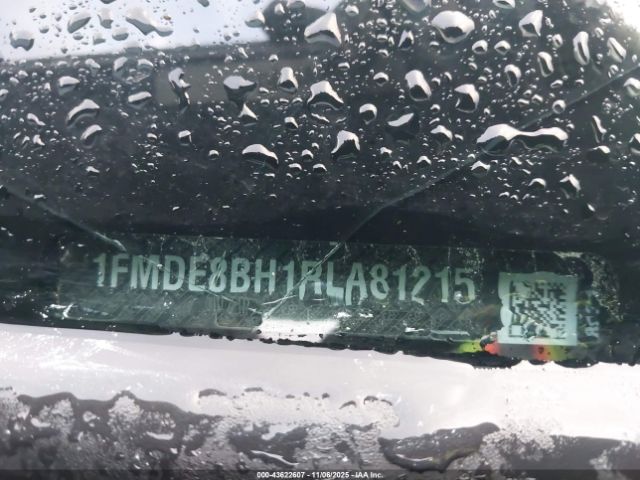 1FMDE8BH1RLA81215
000-43622607 - 11/06/2025 - IAA Inc.